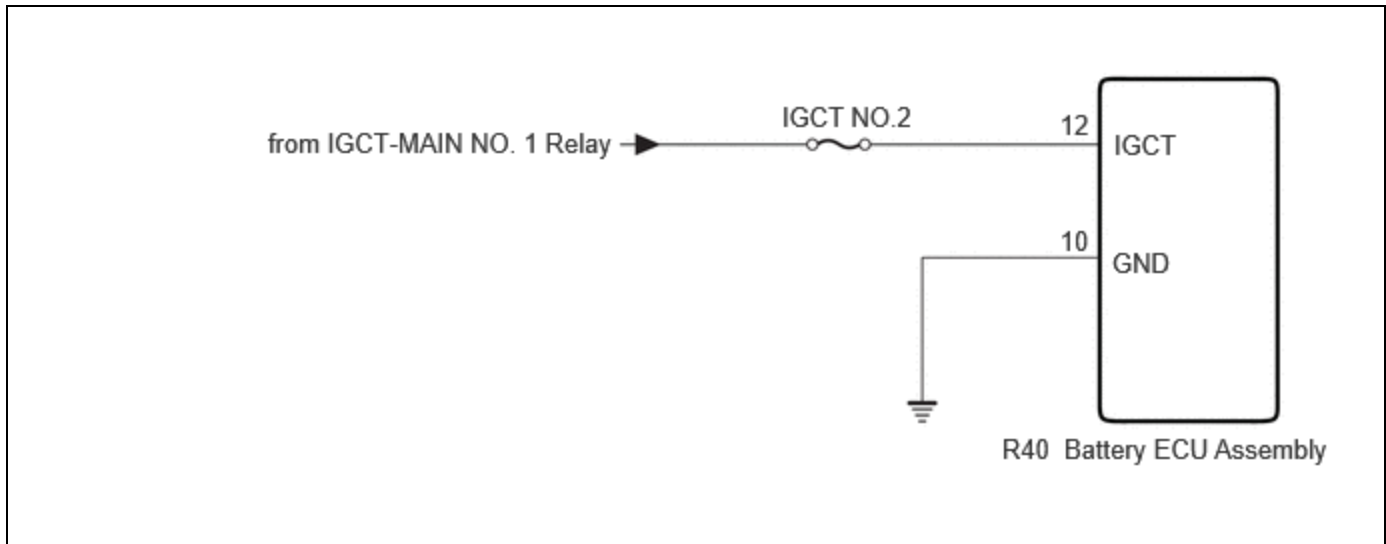 IGCT NO.2
from IGCT-MAIN NO. 1 Relay
12
IGCT
10
GND
R40 Battery ECU Assembly